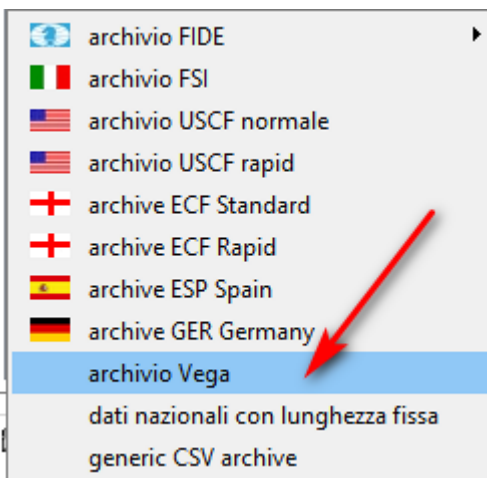 archivio FIDE
archivio FSI
archivio USCF normale
archivio USCF rapid
archive ECF Standard
archive ECF Rapid
archive ESP Spain
archive GER Germany
archivio Vega
dati nazionali con lunghezza fissa
generic CSV archive